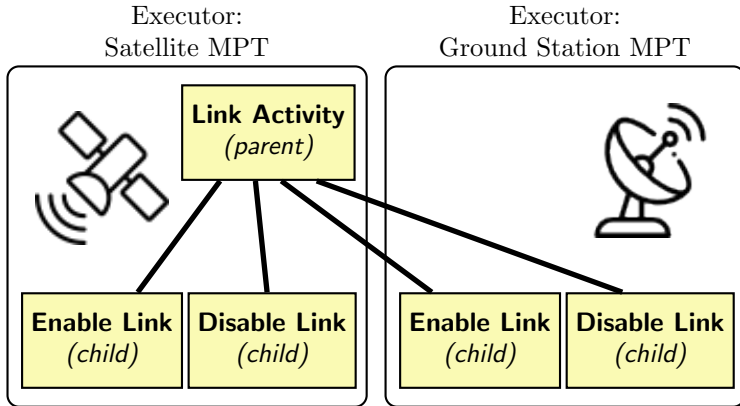 Executor:
Satellite MPT
Executor:
Ground Station MPT
Link Activity
(parent)
Enable Link
(child)
Disable Link
(child)
Enable Link
(child)
Disable Link
(child)